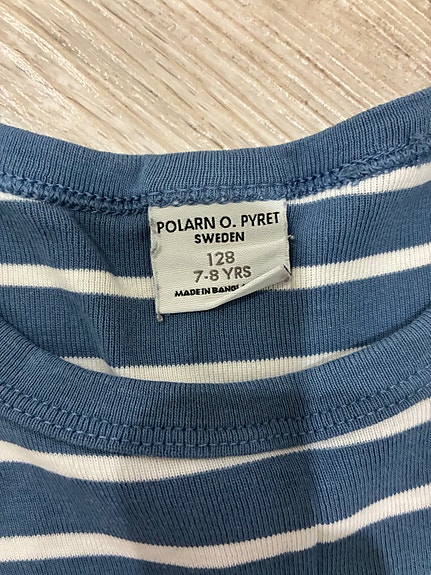 POLARN O. PYRET
SWEDEN
128
7-8 YRS
MADE IN